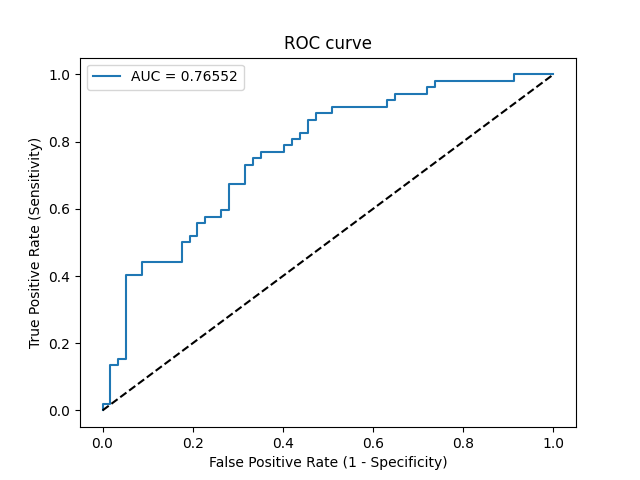 ROC curve
AUC = 0.76552
1.0
0.8
0.6
0.4
0.2
0.0
True Positive Rate (Sensitivity)
0.0 0.2 0.4 0.6 0.8 1.0
False Positive Rate (1 - Specificity)